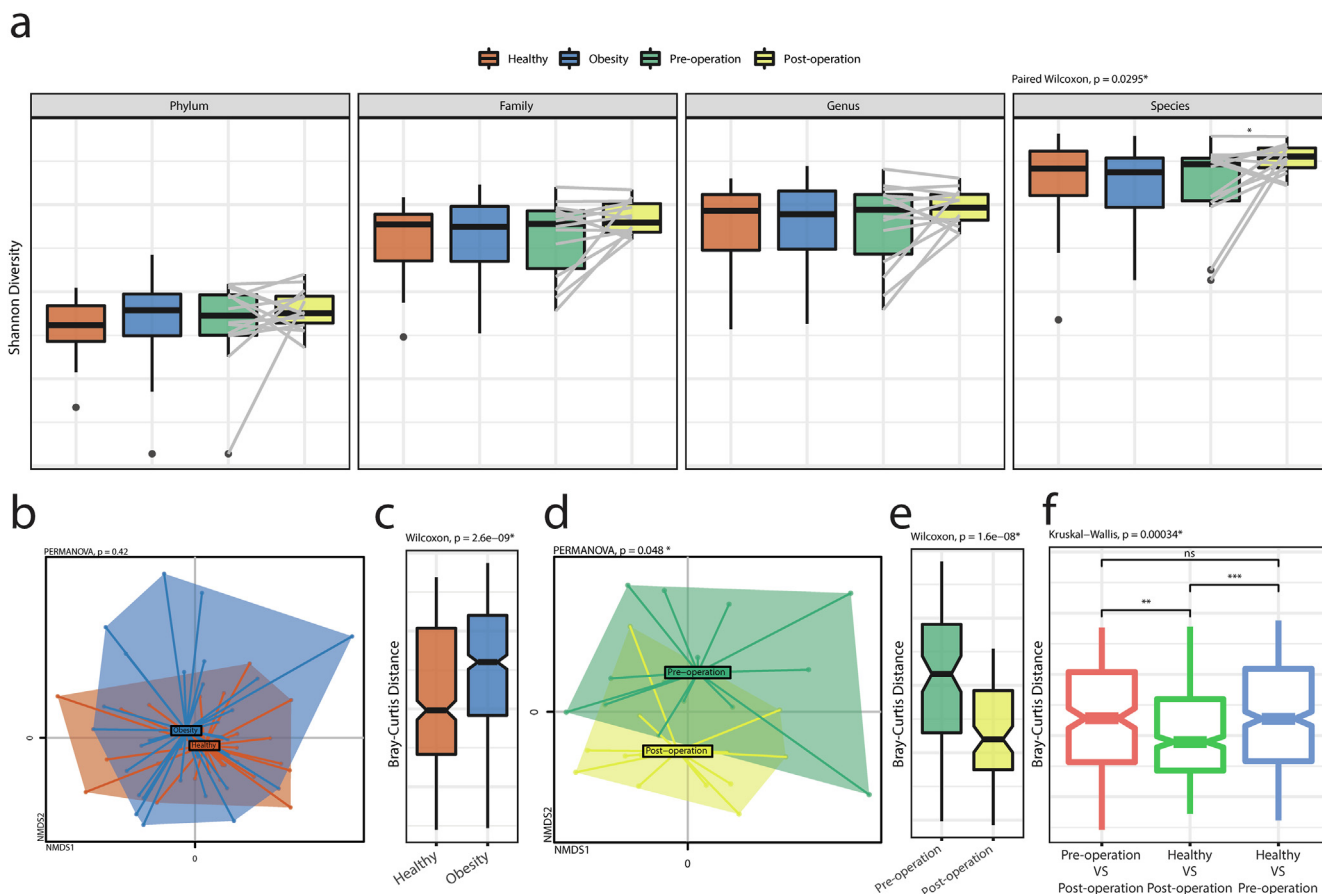 a
Healthy Obesity Pre-operation Post-operation
Paired Wilcoxon, p = 0.0295*
Phylum Family Genus Species
*
Shannon Diversity
b c d e f
PERMANOVA, p = 0.42
Obesity
Healthy
0
NMDS2
NMDS1
0
Wilcoxon, p = 2.6e−09*
Bray-Curtis Distance
Healthy Obesity
PERMANOVA, p = 0.048 *
Pre−operation
Post−operation
0
NMDS2
NMDS1
0
Wilcoxon, p = 1.6e−08*
Bray-Curtis Distance
Pre-operation Post-operation
Kruskal−Wallis, p = 0.00034*
ns
***
**
Bray-Curtis Distance
Pre-operation Healthy Healthy
VS VS VS
Post-operation Post-operation Pre-operation